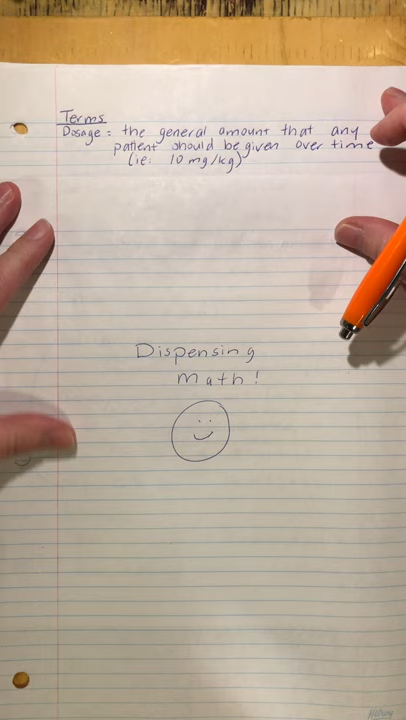 Terms
Dosage = the general amount that any
patient should be given over time
(ie: 10 mg/kg)
Dispensing
Math!